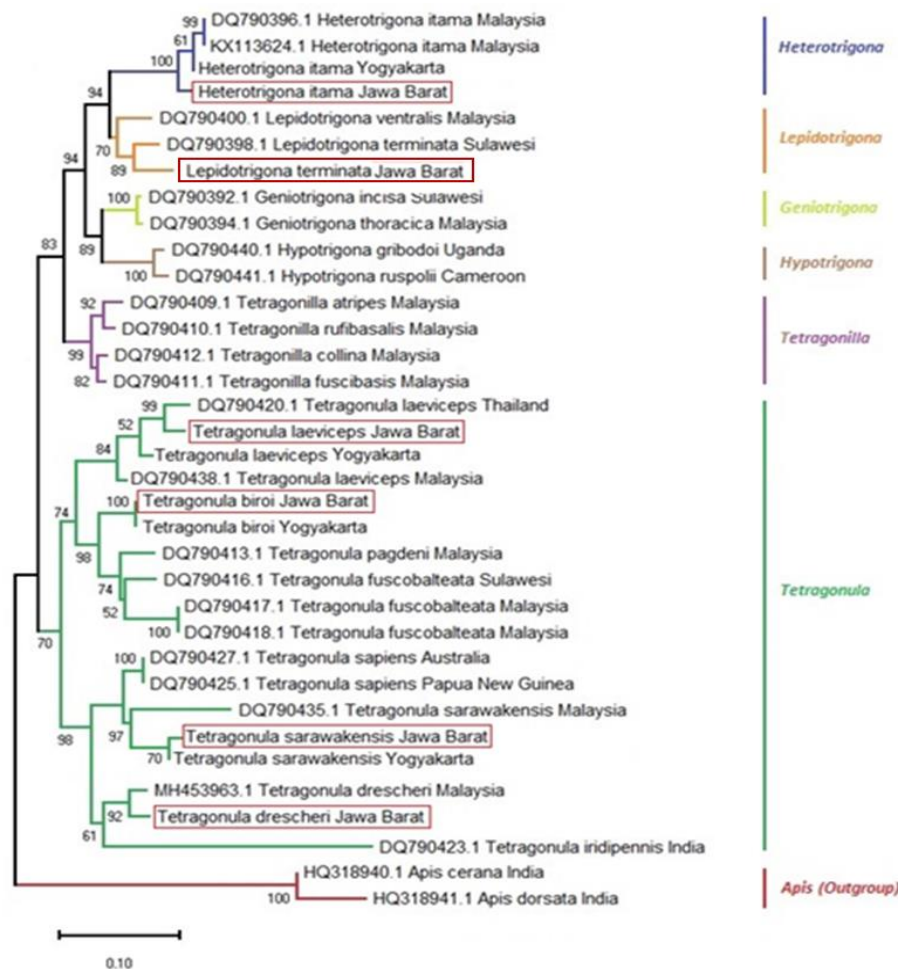 99
DQ790396.1 Heterotrigona itama Malaysia
61
KX113624.1 Heterotrigona itama Malaysia
100
Heterotrigona itama Yogyakarta
Heterotrigona itama Jawa Barat
Heterotrigona
94
DQ790400.1 Lepidotrigona ventralis Malaysia
70
DQ790398.1 Lepidotrigona terminata Sulawesi
89
Lepidotrigona terminata Jawa Barat
Lepidotrigona
94
100
DQ790392.1 Geniotrigona incisa Sulawesi
DQ790394.1 Geniotrigona thoracica Malaysia
Geniotrigona
83
89
DQ790440.1 Hypotrigona gribodoi Uganda
100
DQ790441.1 Hypotrigona ruspolii Cameroon
Hypotrigona
92
DQ790409.1 Tetragonilla atripes Malaysia
DQ790410.1 Tetragonilla rufibasalis Malaysia
99
DQ790412.1 Tetragonilla collina Malaysia
82
DQ790411.1 Tetragonilla fuscibasis Malaysia
Tetragonilla
99
DQ790420.1 Tetragonula laeviceps Thailand
52
Tetragonula laeviceps Jawa Barat
84
Tetragonula laeviceps Yogyakarta
DQ790438.1 Tetragonula laeviceps Malaysia
74
100
Tetragonula biroi Jawa Barat
Tetragonula biroi Yogyakarta
98
DQ790413.1 Tetragonula pagdeni Malaysia
74
DQ790416.1 Tetragonula fuscobalteata Sulawesi
52
DQ790417.1 Tetragonula fuscobalteata Malaysia
100
DQ790418.1 Tetragonula fuscobalteata Malaysia
Tetragonula
70
100
DQ790427.1 Tetragonula sapiens Australia
DQ790425.1 Tetragonula sapiens Papua New Guinea
DQ790435.1 Tetragonula sarawakensis Malaysia
98
97
Tetragonula sarawakensis Jawa Barat
70
Tetragonula sarawakensis Yogyakarta
MH453963.1 Tetragonula drescheri Malaysia
92
Tetragonula drescheri Jawa Barat
61
DQ790423.1 Tetragonula iridipennis India
HQ318940.1 Apis cerana India
100
HQ318941.1 Apis dorsata India
Apis (Outgroup)
0.10